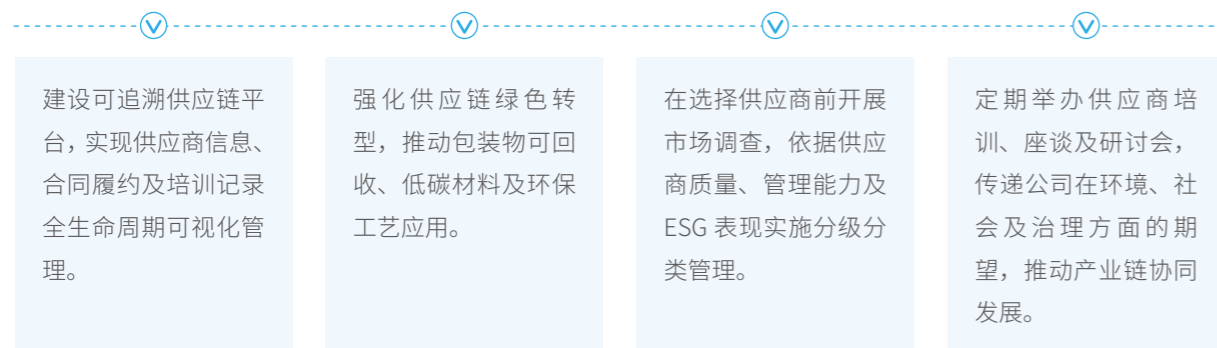 建设可追溯供应链平
台，实现供应商信息、
合同履约及培训记录
全生命周期可视化管
理。
强化供应链绿色转
型，推动包装物可回
收、低碳材料及环保
工艺应用。
在选择供应商前开展
市场调查，依据供应
商质量、管理能力及
ESG 表现实施分级分
类管理。
定期举办供应商培
训、座谈及研讨会，
传递公司在环境、社
会及治理方面的期
望，推动产业链协同
发展。